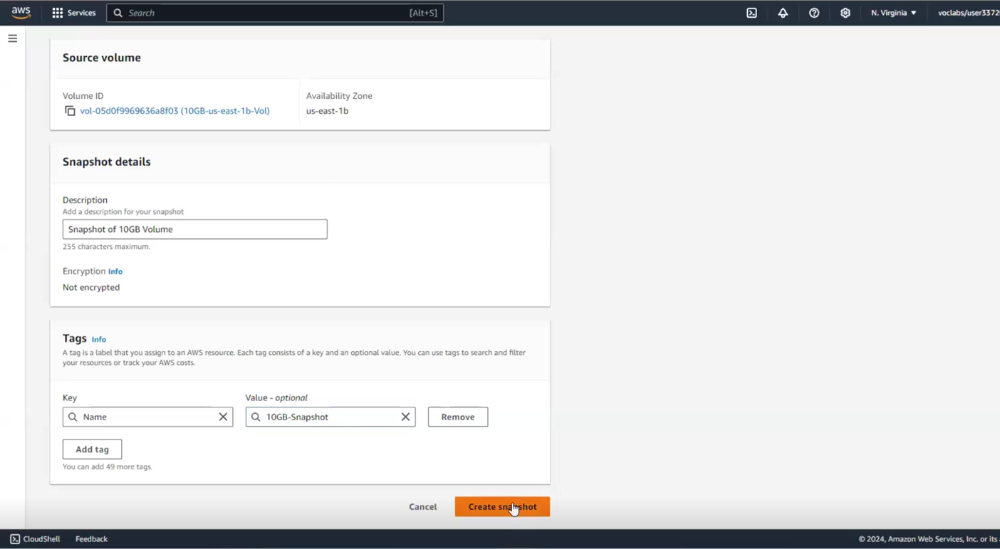 aws
Services
Search
[Alt+S]
N. Virginia
voclabs/user3372
Source volume
Volume ID
Availability Zone
vol-05d0f9969636a8f03 (10GB-us-east-1b-Vol)
us-east-1b
Snapshot details
Description
Add a description for your snapshot
Snapshot of 10GB Volume
255 characters maximum.
Encryption Info
Not encrypted
Tags Info
A tag is a label that you assign to an AWS resource. Each tag consists of a key and an optional value. You can use tags to search and filter
your resources or track your AWS costs.
Key
Value - optional
Name
10GB-Snapshot
Remove
Add tag
You can add 49 more tags.
Cancel
Create snapshot
CloudShell
Feedback
© 2024, Amazon Web Services, Inc. or its